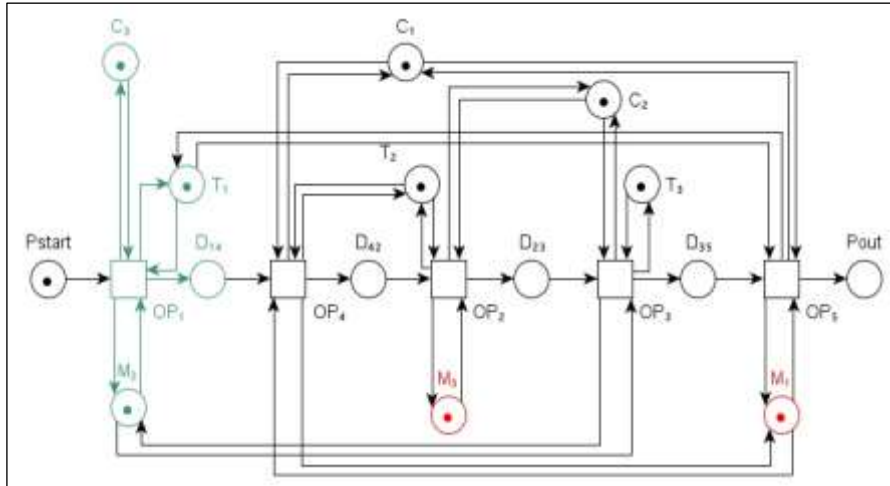 C₃
C₁
C₂
T₂
T₁
T₃
Pstart
D₁₄
D₄₂
D₂₃
D₃₅
Pout
OP₁
OP₄
OP₂
OP₃
OP₅
M₂
M₃
M₁